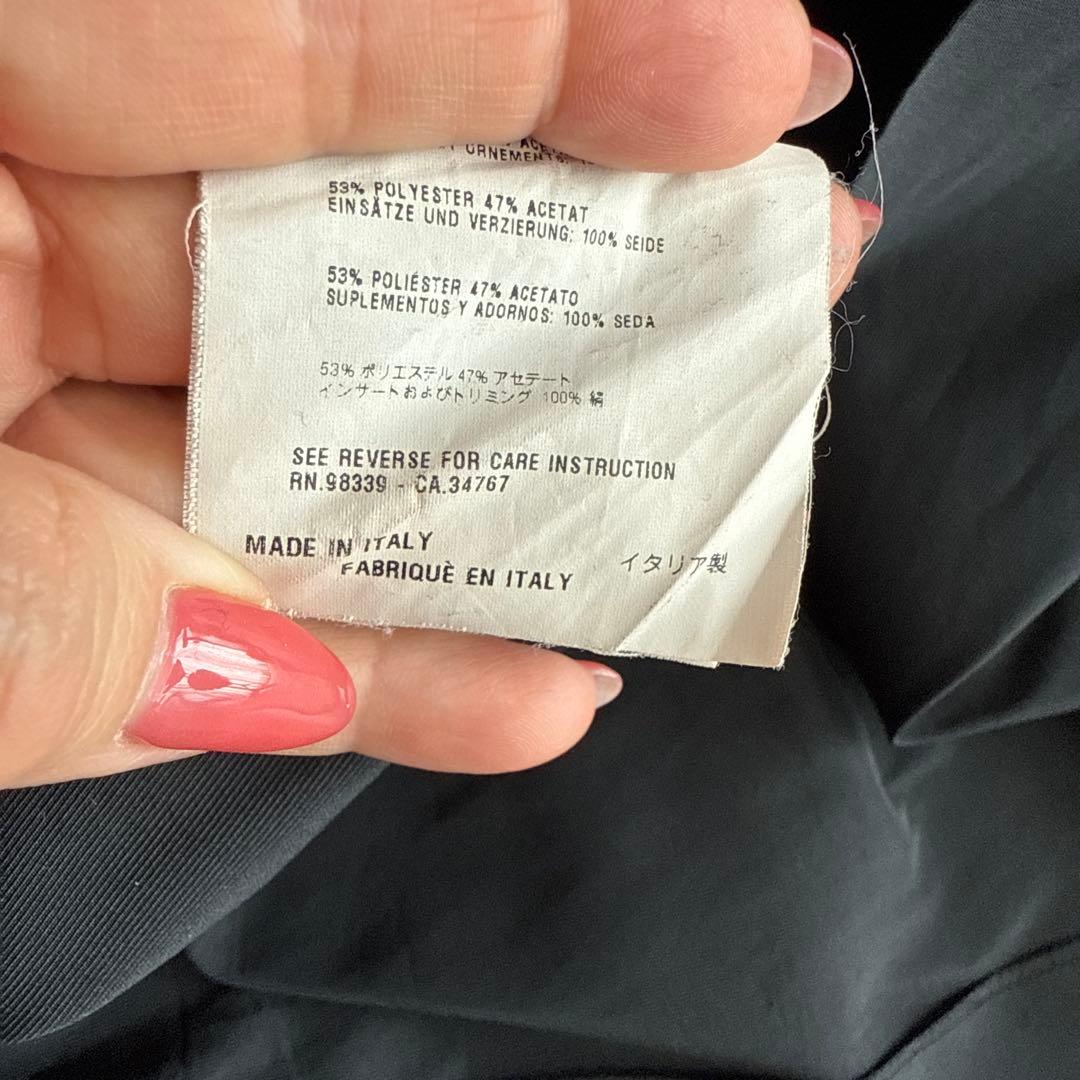 ORNEMENTS:
53% POLYESTER 47% ACETAT
EINSÄTZE UND VERZIERUNG: 100% SEIDE
53% POLIÉSTER 47% ACETATO
SUPLEMENTOS Y ADORNOS: 100% SEDA
53% ポリエステル 47% アセテート
インサートおよびトリミング 100% 絹
SEE REVERSE FOR CARE INSTRUCTION
RN.98339 - CA.34767
MADE IN ITALY
FABRIQUÈ EN ITALY
イタリア製